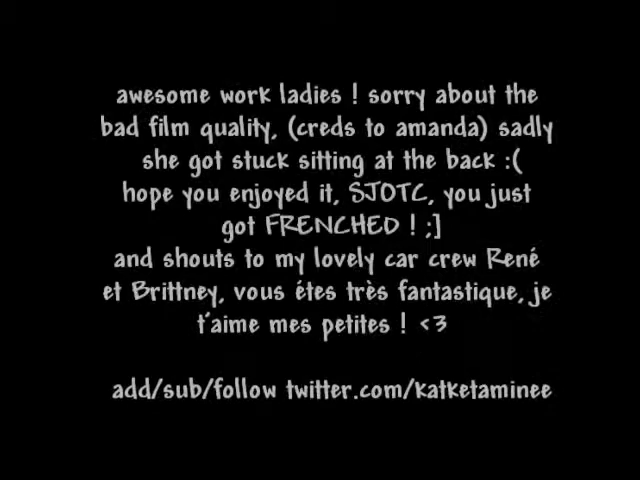 awesome work ladies ! sorry about the
bad film quality, (creds to amanda) sadly
she got stuck sitting at the back :(
hope you enjoyed it, SJOTC, you just
got FRENCHED ! ;]
and shouts to my lovely car crew René
et Brittney, vous étes très fantastique, je
t'aime mes petites ! <3
add/sub/follow twitter.com/katketaminee